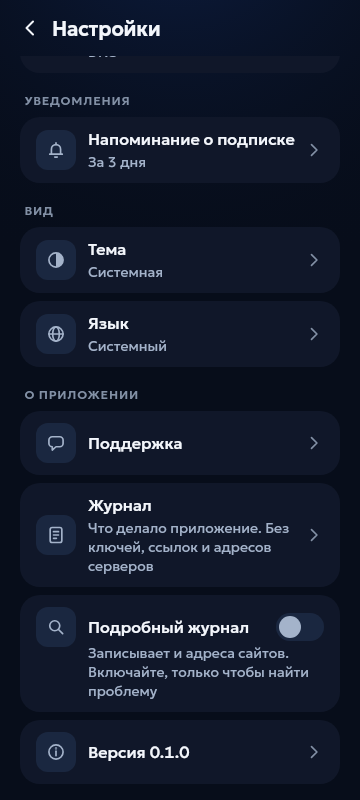 Настройки
УВЕДОМЛЕНИЯ
Напоминание о подписке
За 3 дня
ВИД
Тема
Системная
Язык
Системный
О ПРИЛОЖЕНИИ
Поддержка
Журнал
Что делало приложение. Без
ключей, ссылок и адресов
серверов
Подробный журнал
Записывает и адреса сайтов.
Включайте, только чтобы найти
проблему
Версия 0.1.0